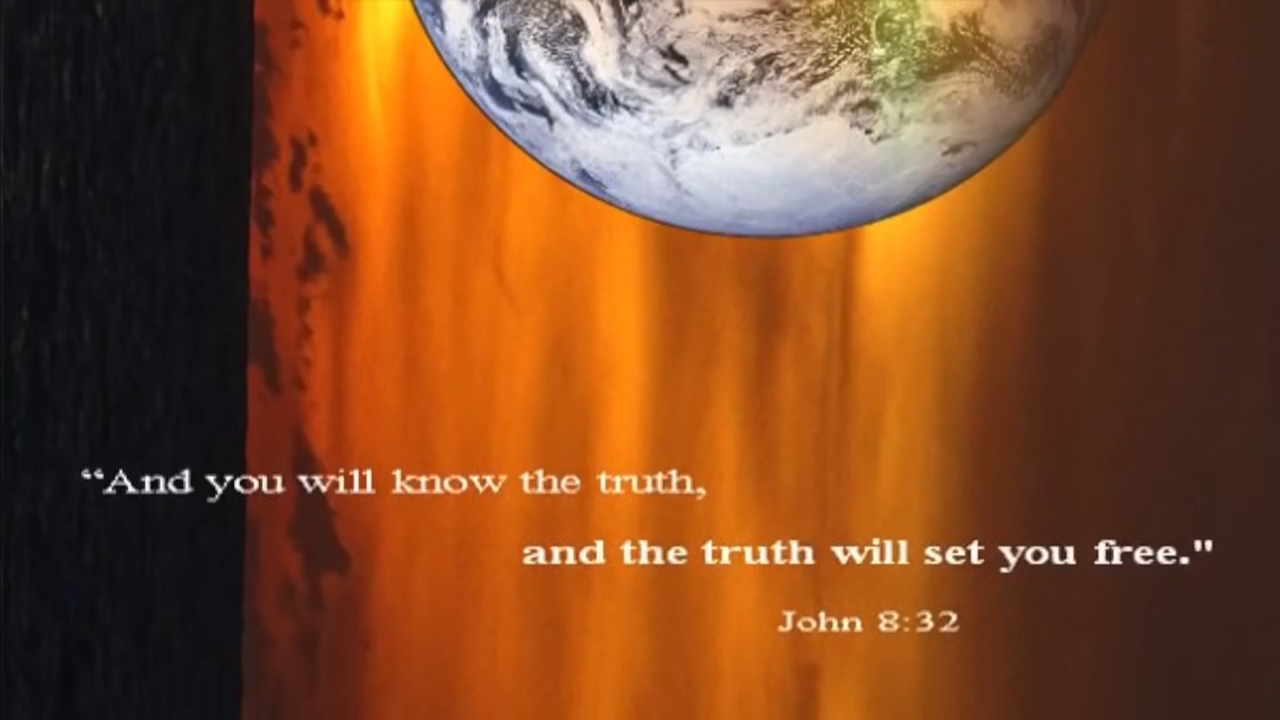 “And you will know the truth,
and the truth will set you free."
John 8:32